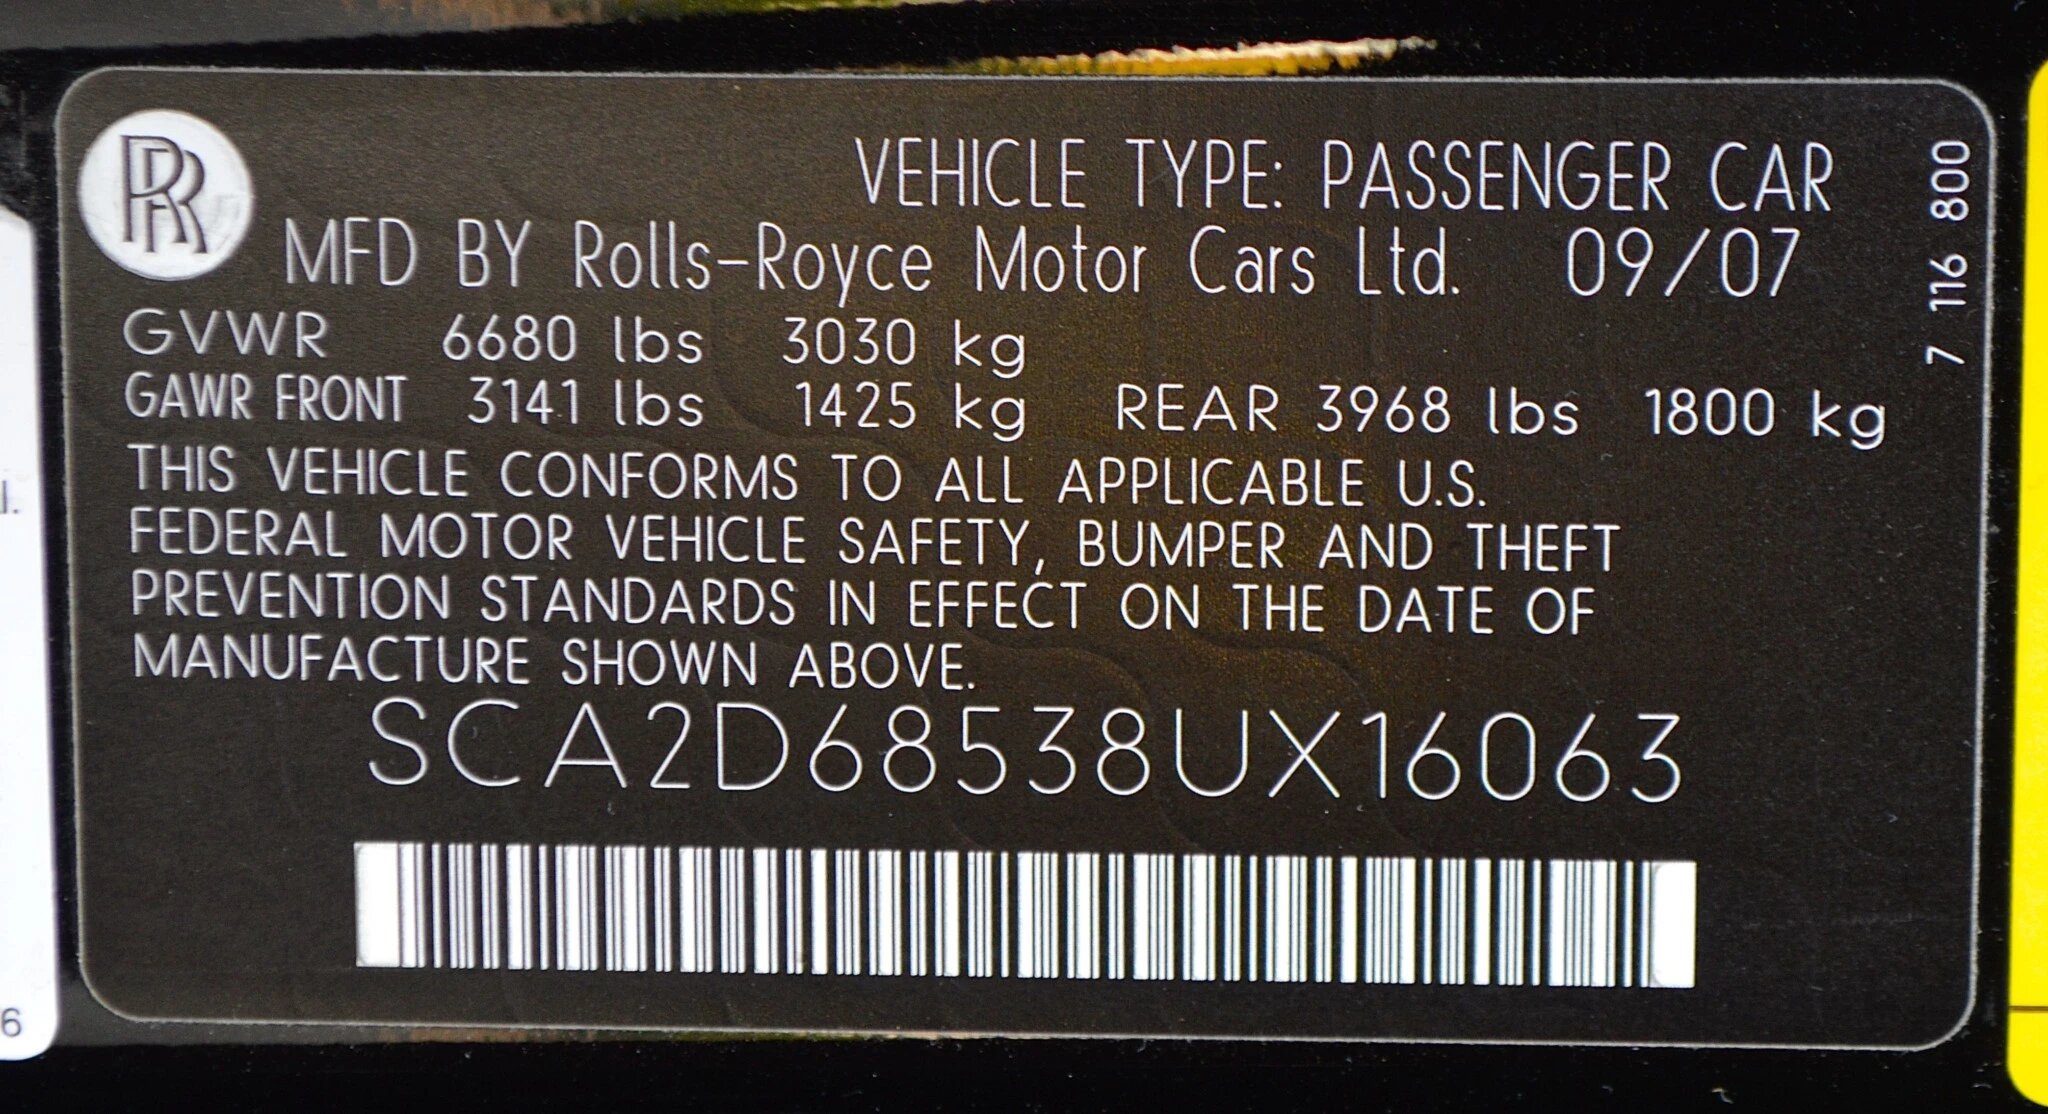 RR
VEHICLE TYPE: PASSENGER CAR
MFD BY Rolls-Royce Motor Cars Ltd. 09/07
GVWR 6680 lbs 3030 kg
GAWR FRONT 3141 lbs 1425 kg REAR 3968 lbs 1800 kg
THIS VEHICLE CONFORMS TO ALL APPLICABLE U.S.
FEDERAL MOTOR VEHICLE SAFETY, BUMPER AND THEFT
PREVENTION STANDARDS IN EFFECT ON THE DATE OF
MANUFACTURE SHOWN ABOVE.
SCA2D68538UX16063
7 116 800
6